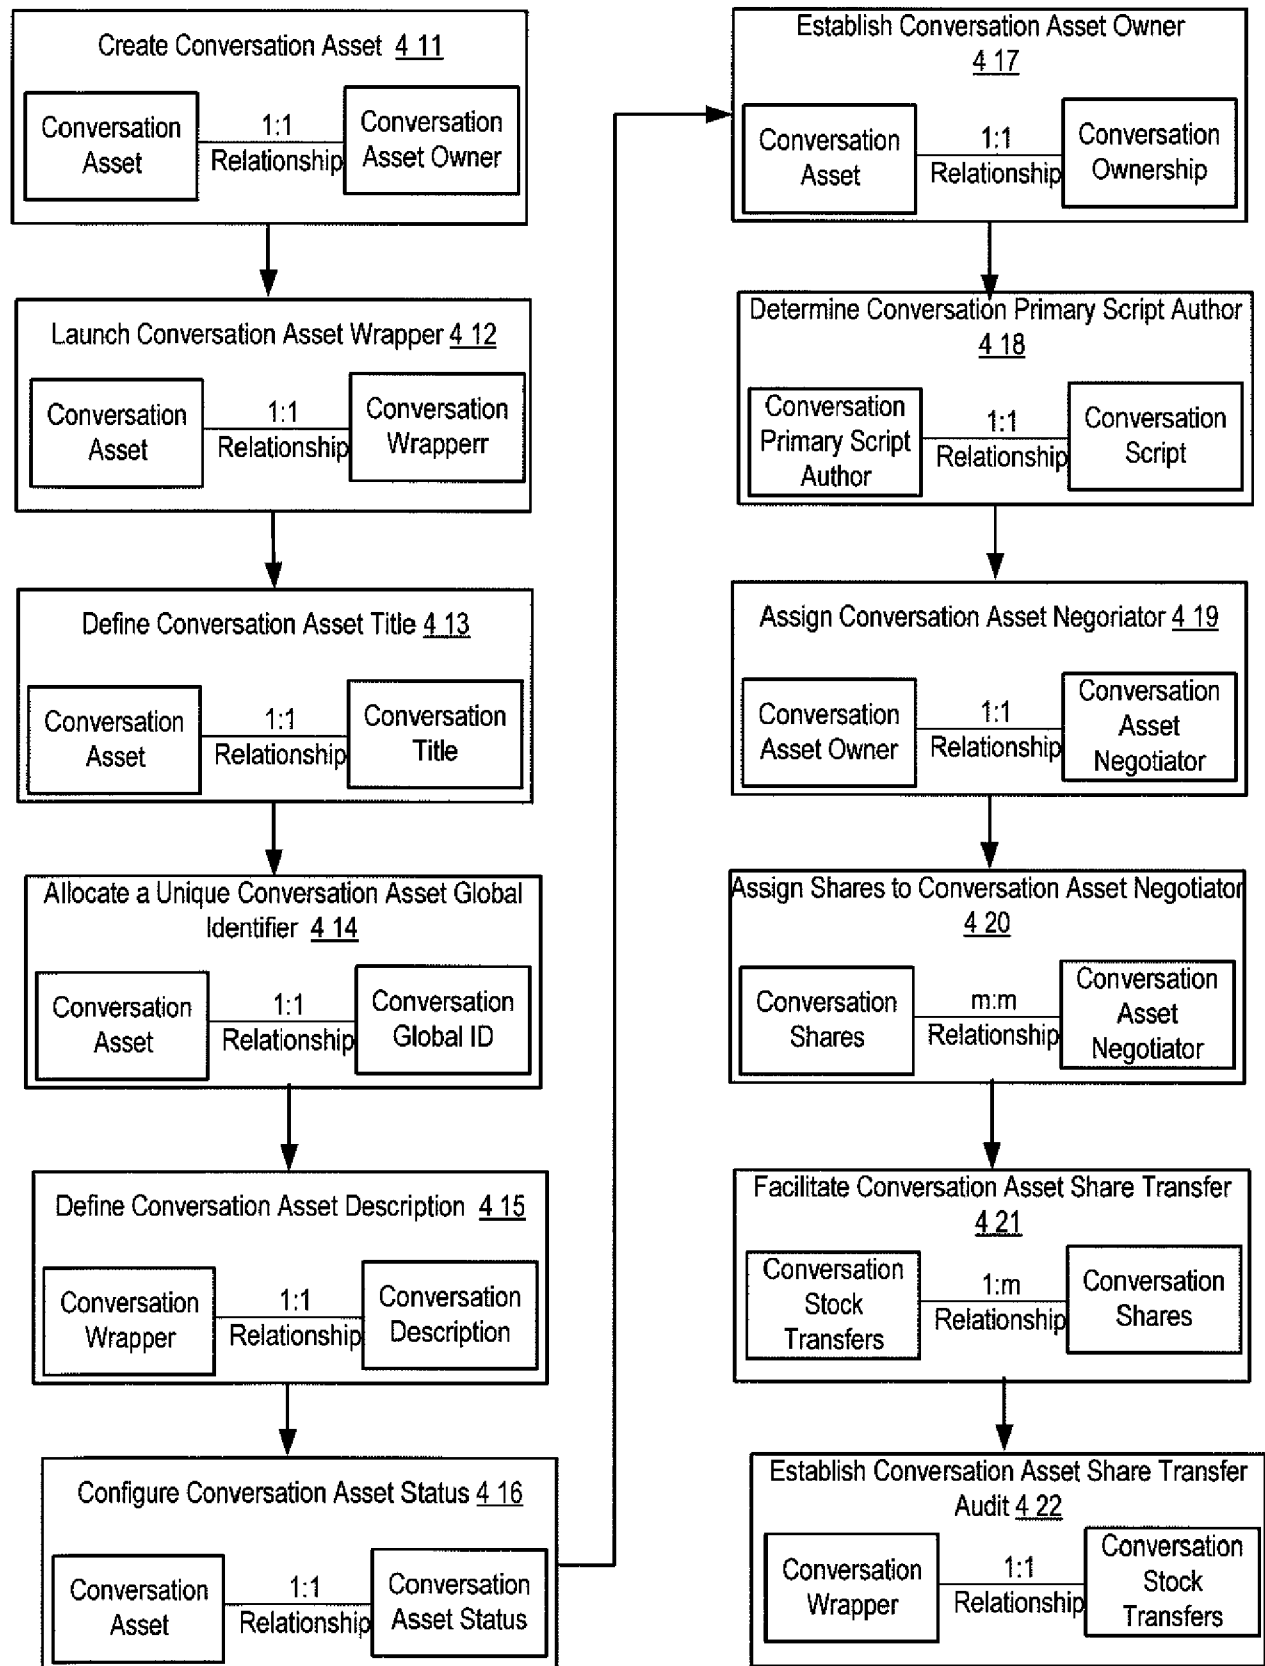 Create Conversation Asset 4 11
Conversation
Asset
1:1
Relationship
Conversation
Asset Owner
Launch Conversation Asset Wrapper 4 12
Conversation
Asset
1:1
Relationship
Conversation
Wrapperr
Define Conversation Asset Title 4 13
Conversation
Asset
1:1
Relationship
Conversation
Title
Allocate a Unique Conversation Asset Global
Identifier 4 14
Conversation
Asset
1:1
Relationship
Conversation
Global ID
Define Conversation Asset Description 4 15
Conversation
Wrapper
1:1
Relationship
Conversation
Description
Configure Conversation Asset Status 4 16
Conversation
Asset
1:1
Relationship
Conversation
Asset Status
Establish Conversation Asset Owner
4 17
Conversation
Asset
1:1
Relationship
Conversation
Ownership
Determine Conversation Primary Script Author
4 18
Conversation
Primary Script
Author
1:1
Relationship
Conversation
Script
Assign Conversation Asset Negoriator 4 19
Conversation
Asset Owner
1:1
Relationship
Conversation
Asset
Negotiator
Assign Shares to Conversation Asset Negotiator
4 20
Conversation
Shares
m:m
Relationship
Conversation
Asset
Negotiator
Facilitate Conversation Asset Share Transfer
4 21
Conversation
Stock
Transfers
1:m
Relationship
Conversation
Shares
Establish Conversation Asset Share Transfer
Audit 4 22
Conversation
Wrapper
1:1
Relationship
Conversation
Stock
Transfers